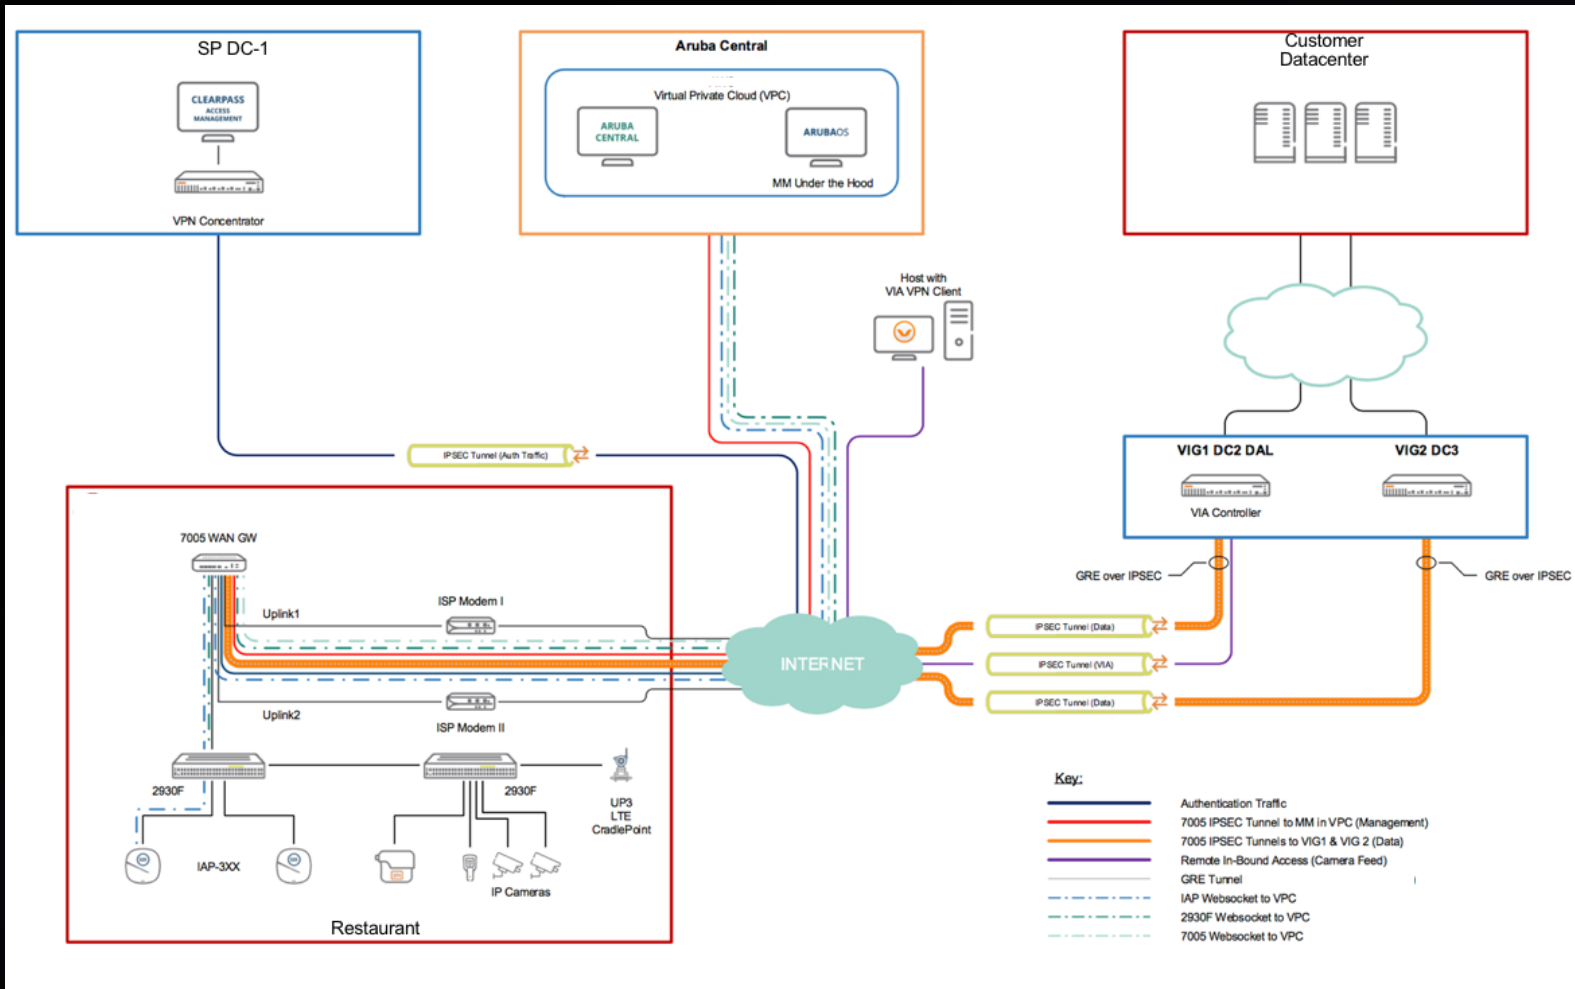 SP DC-1
CLEARPASS
ACCESS
MANAGEMENT
VPN Concentrator
Aruba Central
Virtual Private Cloud (VPC)
ARUBA
CENTRAL
ARUBAOS
MM Under the Hood
Customer
Datacenter
Host with
VIA VPN Client
IPSEC Tunnel (Auth Traffic)
VIG1 DC2 DAL
VIG2 DC3
VIA Controller
GRE over IPSEC
GRE over IPSEC
7005 WAN GW
Uplink1
ISP Modem I
INTERNET
IPSEC Tunnel (Data)
IPSEC Tunnel (VIA)
IPSEC Tunnel (Data)
Uplink2
ISP Modem II
2930F
2930F
UP3
LTE
CradlePoint
IAP-3XX
IP Cameras
Restaurant
Key:
Authentication Traffic
7005 IPSEC Tunnel to MM in VPC (Management)
7005 IPSEC Tunnels to VIG1 & VIG 2 (Data)
Remote In-Bound Access (Camera Feed)
GRE Tunnel
IAP Websocket to VPC
2930F Websocket to VPC
7005 Websocket to VPC